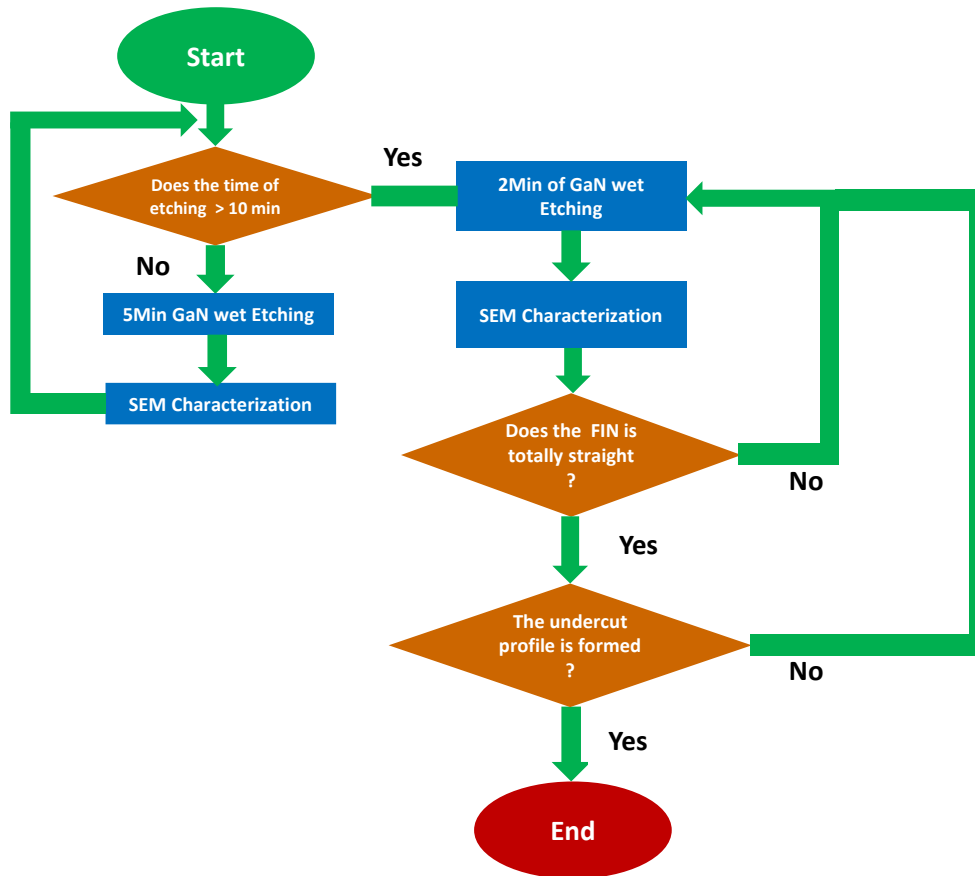 Start
Does the time of
etching > 10 min
Yes
No
5Min GaN wet Etching
SEM Characterization
2Min of GaN wet
Etching
SEM Characterization
Does the FIN is
totally straight
?
No
Yes
The undercut
profile is formed
?
No
Yes
End